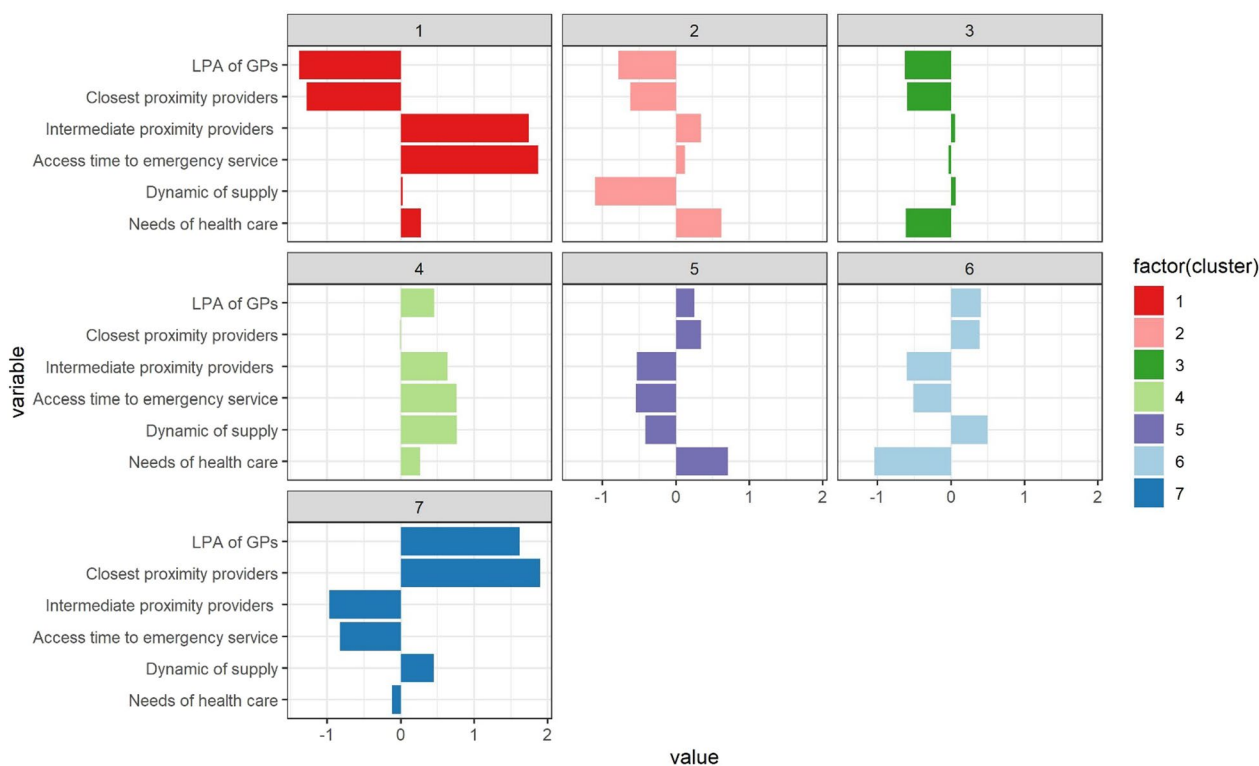 1
2
3
LPA of GPs
Closest proximity providers
Intermediate proximity providers
Access time to emergency service
Dynamic of supply
Needs of health care
4
5
6
LPA of GPs
Closest proximity providers
Intermediate proximity providers
Access time to emergency service
Dynamic of supply
Needs of health care
-1 0 1 2
-1 0 1 2
7
LPA of GPs
Closest proximity providers
Intermediate proximity providers
Access time to emergency service
Dynamic of supply
Needs of health care
-1 0 1 2
variable
value
factor(cluster)
1
2
3
4
5
6
7